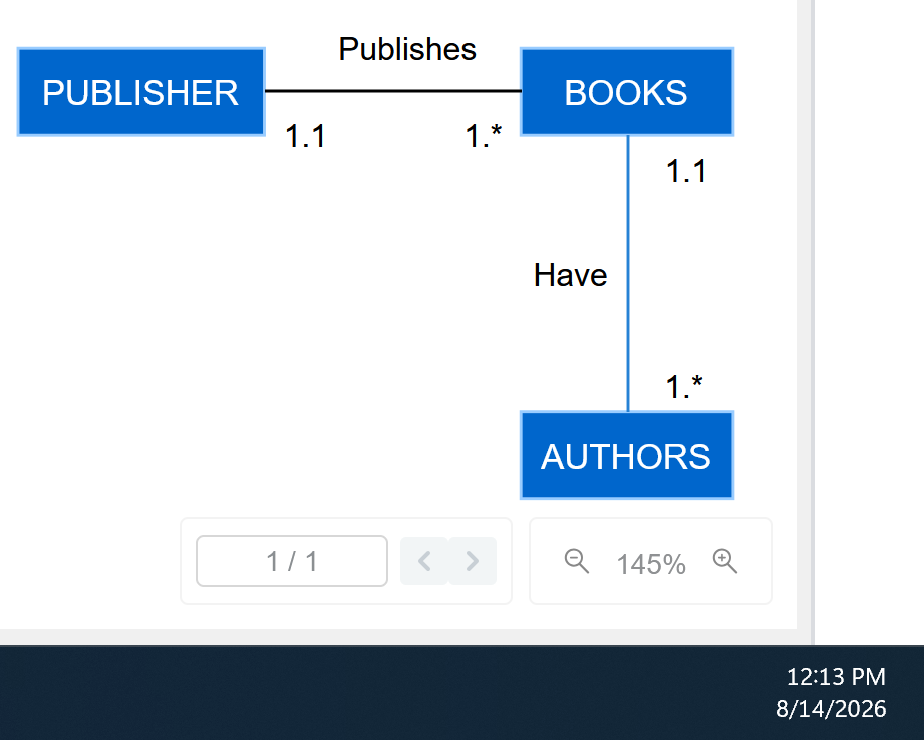 Publishes
PUBLISHER
BOOKS
1.1
1.*
1.1
Have
1.*
AUTHORS
1 / 1
145%
12:13 PM
8/14/2026